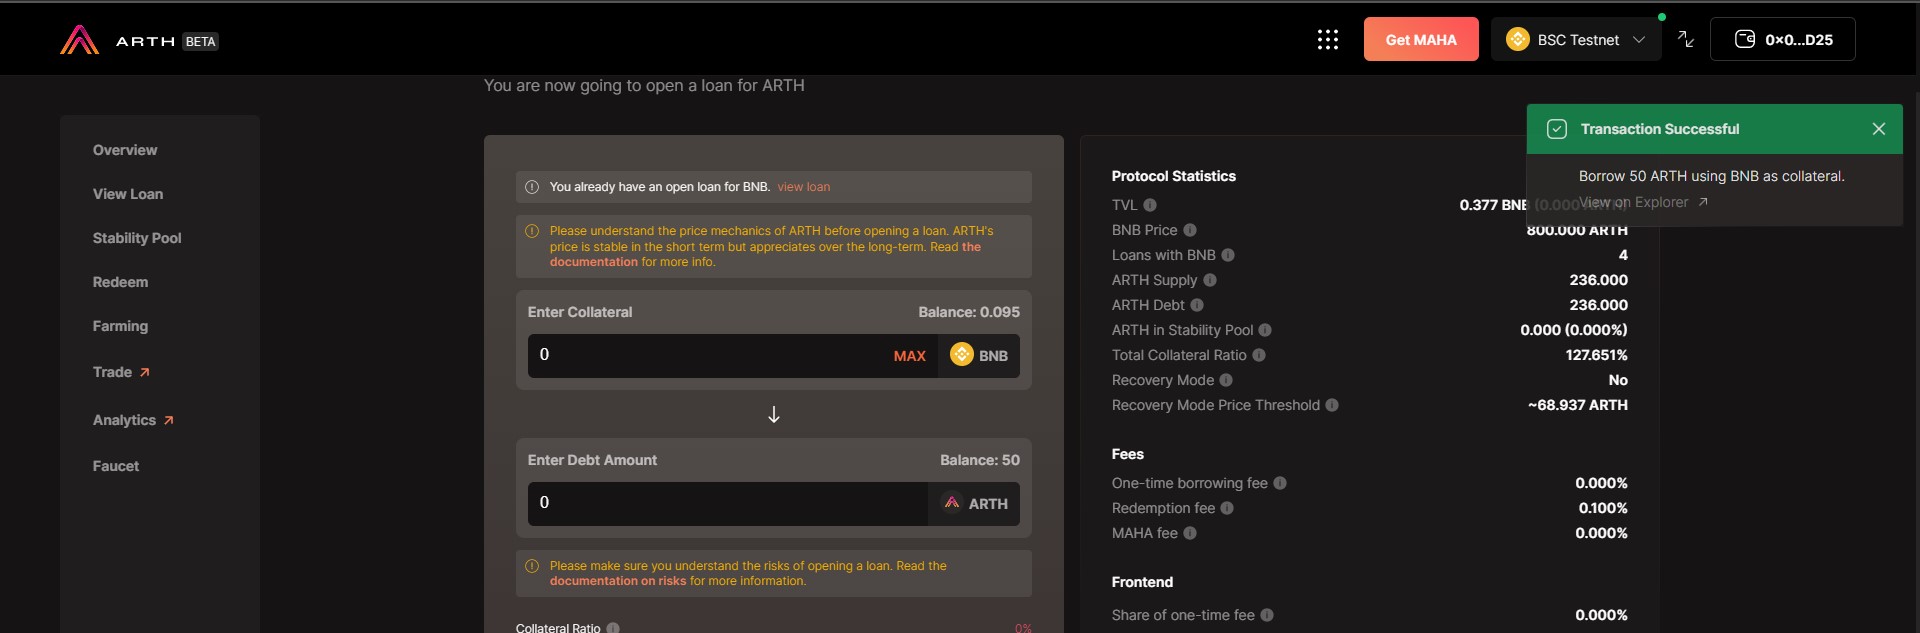 ARTH BETA
Get MAHA
BSC Testnet
0×0...D25
You are now going to open a loan for ARTH
Overview
View Loan
Stability Pool
Redeem
Farming
Trade
Analytics
Faucet
You already have an open loan for BNB. view loan
Please understand the price mechanics of ARTH before opening a loan. ARTH's
price is stable in the short term but appreciates over the long-term. Read the
documentation for more info.
Enter Collateral Balance: 0.095
0 MAX BNB
Enter Debt Amount Balance: 50
0 ARTH
Please make sure you understand the risks of opening a loan. Read the
documentation on risks for more information.
Collateral Ratio 0%
Transaction Successful
Borrow 50 ARTH using BNB as collateral.
View on Explorer
Protocol Statistics
TVL 0.377 BNB
BNB Price 800.000 ARTH
Loans with BNB 4
ARTH Supply 236.000
ARTH Debt 236.000
ARTH in Stability Pool 0.000 (0.000%)
Total Collateral Ratio 127.651%
Recovery Mode No
Recovery Mode Price Threshold ~68.937 ARTH
Fees
One-time borrowing fee 0.000%
Redemption fee 0.100%
MAHA fee 0.000%
Frontend
Share of one-time fee 0.000%